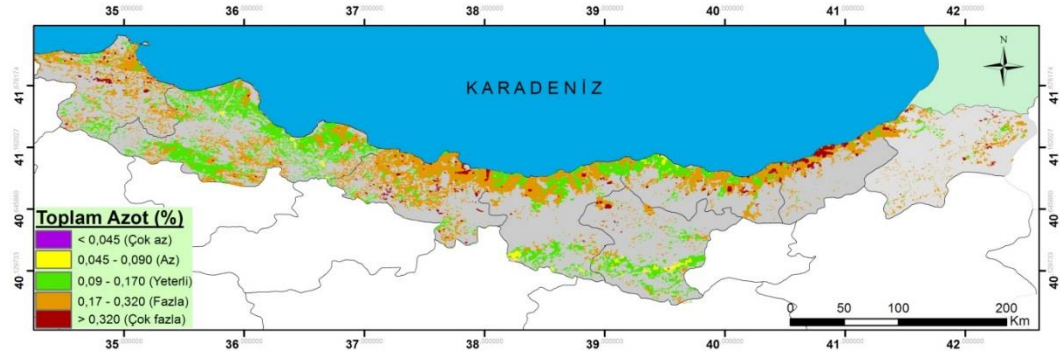 35 36 37 38 39 40 41 42
N
KARADENİZ
41 41
41 41
40 40
40 40
Toplam Azot (%)
< 0,045 (Çok az)
0,045 - 0,090 (Az)
0,09 - 0,170 (Yeterli)
0,17 - 0,320 (Fazla)
> 0,320 (Çok fazla)
0 50 100 200
Km
35 36 37 38 39 40 41 42